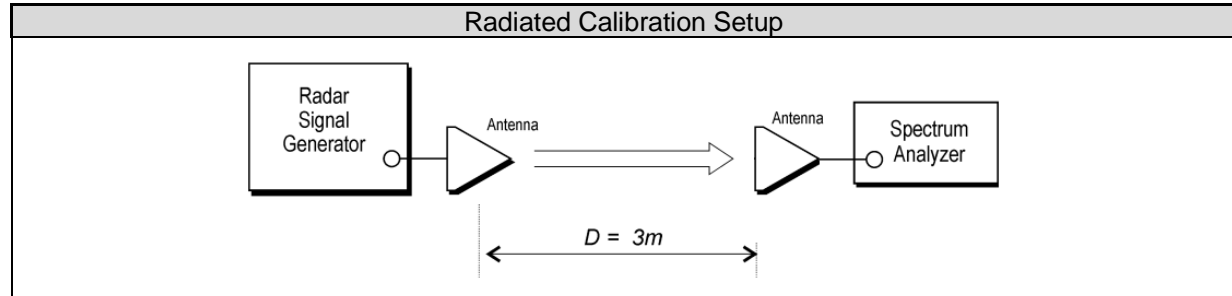 Radiated Calibration Setup
Radar
Signal
Generator
Antenna
Antenna
Spectrum
Analyzer
D = 3m